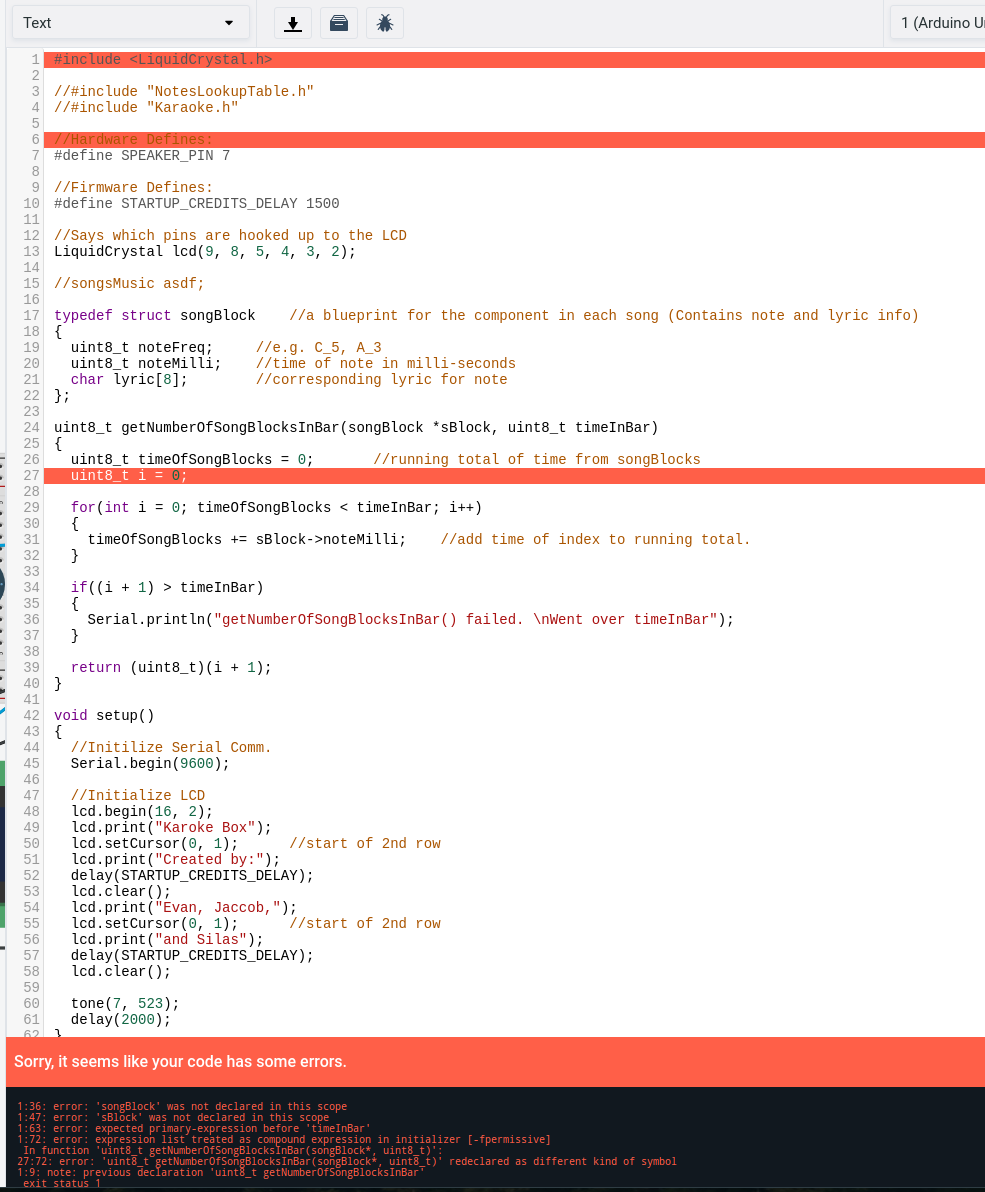 Text
1 (Arduino U
1 #include <LiquidCrystal.h>
2
3 //#include "NotesLookupTable.h"
4 //#include "Karaoke.h"
5
6 //Hardware Defines:
7 #define SPEAKER_PIN 7
8
9 //Firmware Defines:
10 #define STARTUP_CREDITS_DELAY 1500
11
12 //Says which pins are hooked up to the LCD
13 LiquidCrystal lcd(9, 8, 5, 4, 3, 2);
14
15 //songsMusic asdf;
16
17 typedef struct songBlock    //a blueprint for the component in each song (Contains note and lyric info)
18 {
19   uint8_t noteFreq;     //e.g. C_5, A_3
20   uint8_t noteMilli;    //time of note in milli-seconds
21   char lyric[8];        //corresponding lyric for note
22 };
23
24 uint8_t getNumberOfSongBlocksInBar(songBlock *sBlock, uint8_t timeInBar)
25 {
26   uint8_t timeOfSongBlocks = 0;       //running total of time from songBlocks
27   uint8_t i = 0;
28
29   for(int i = 0; timeOfSongBlocks < timeInBar; i++)
30   {
31     timeOfSongBlocks += sBlock->noteMilli;    //add time of index to running total.
32   }
33
34   if((i + 1) > timeInBar)
35   {
36     Serial.println("getNumberOfSongBlocksInBar() failed. \nWent over timeInBar");
37   }
38
39   return (uint8_t)(i + 1);
40 }
41
42 void setup()
43 {
44   //Initilize Serial Comm.
45   Serial.begin(9600);
46
47   //Initialize LCD
48   lcd.begin(16, 2);
49   lcd.print("Karoke Box");
50   lcd.setCursor(0, 1);      //start of 2nd row
51   lcd.print("Created by:");
52   delay(STARTUP_CREDITS_DELAY);
53   lcd.clear();
54   lcd.print("Evan, Jaccob,");
55   lcd.setCursor(0, 1);      //start of 2nd row
56   lcd.print("and Silas");
57   delay(STARTUP_CREDITS_DELAY);
58   lcd.clear();
59
60   tone(7, 523);
61   delay(2000);
62 }
Sorry, it seems like your code has some errors.
1:36: error: 'songBlock' was not declared in this scope
1:47: error: 'sBlock' was not declared in this scope
1:63: error: expected primary-expression before 'timeInBar'
1:72: error: expression list treated as compound expression in initializer [-fpermissive]
In function 'uint8_t getNumberOfSongBlocksInBar(songBlock*, uint8_t)':
27:72: error: 'uint8_t getNumberOfSongBlocksInBar(songBlock*, uint8_t)' redeclared as different kind of symbol
1:9: note: previous declaration 'uint8_t getNumberOfSongBlocksInBar'
exit status 1